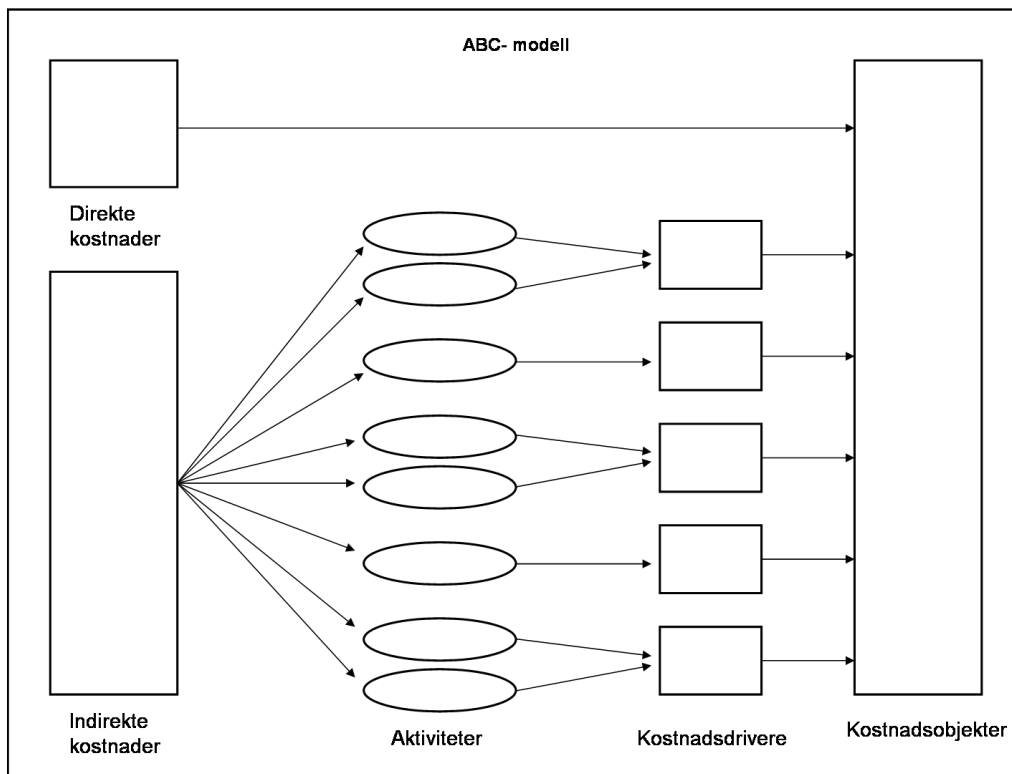 ABC- modell
Direkte
kostnader
Indirekte
kostnader
Aktiviteter
Kostnadsdrivere
Kostnadsobjekter